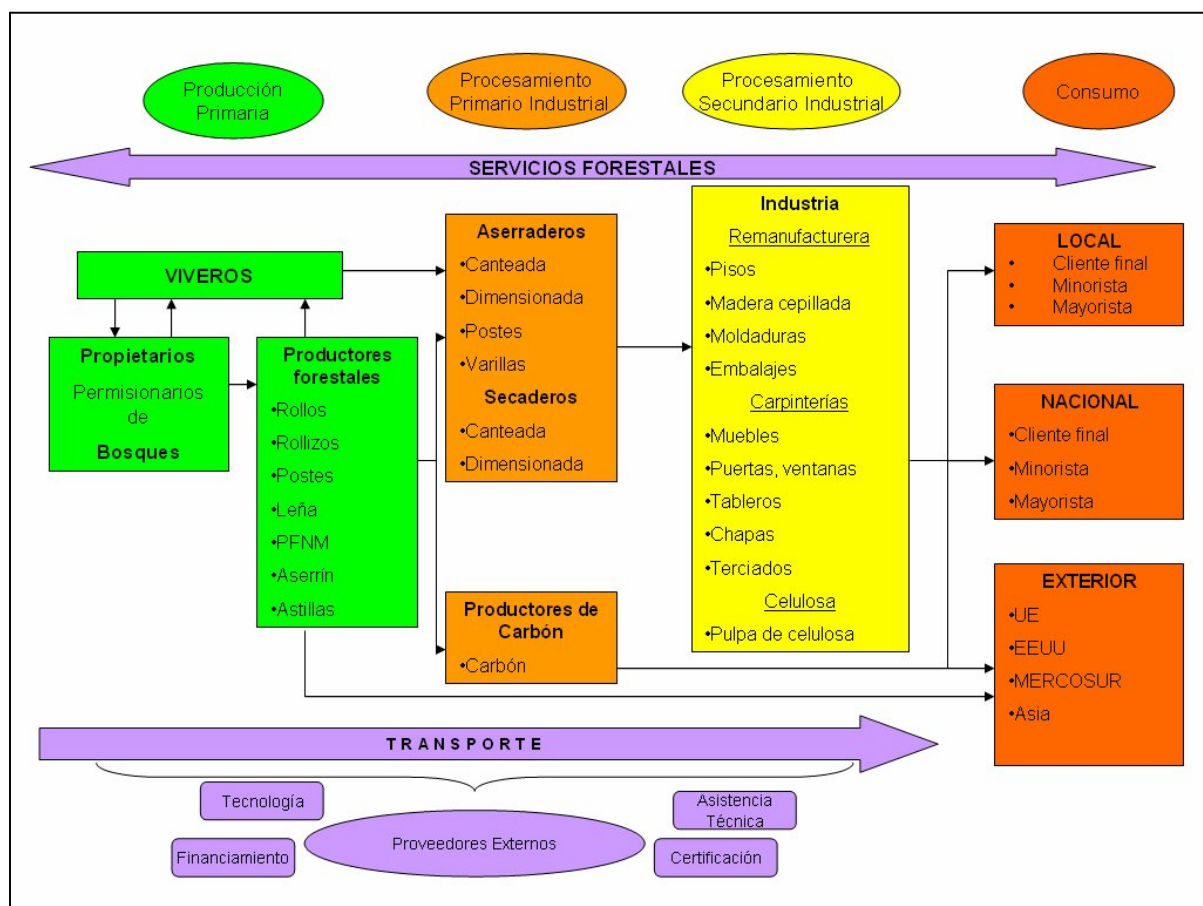 Producción
Primaria
Procesamiento
Primario Industrial
Procesamiento
Secundario Industrial
Consumo
SERVICIOS FORESTALES
VIVEROS
Propietarios
Permisionarios
de
Bosques
Productores
forestales
•Rollos
•Rollizos
•Postes
•Leña
•PFNM
•Aserrín
•Astillas
Aserraderos
•Canteada
•Dimensionada
•Postes
•Varillas
Secaderos
•Canteada
•Dimensionada
Productores de
Carbón
•Carbón
Industria
Remanufacturera
•Pisos
•Madera cepillada
•Molduras
•Embalajes
Carpinterías
•Muebles
•Puertas, ventanas
•Tableros
•Chapas
•Terciados
Celulosa
•Pulpa de celulosa
LOCAL
• Cliente final
• Minorista
• Mayorista
NACIONAL
•Cliente final
•Minorista
•Mayorista
EXTERIOR
•UE
•EEUU
•MERCOSUR
•Asia
TRANSPORTE
Tecnología
Financiamiento
Proveedores Externos
Asistencia
Técnica
Certificación